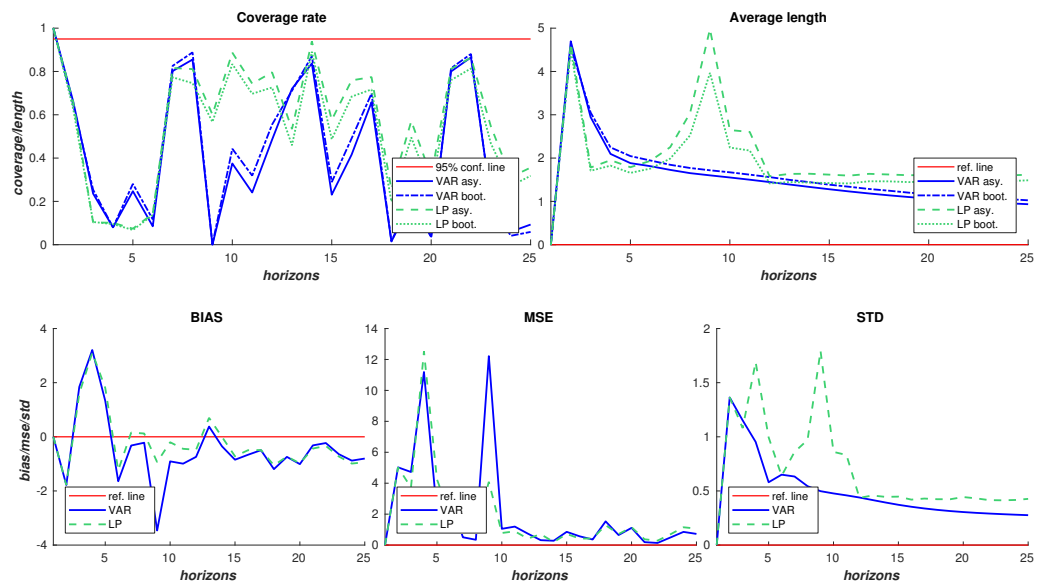 Coverage rate
1
0.8
0.6
0.4
0.2
0
coverage/length
5
10
15
20
25
horizons
95% conf. line
VAR asy.
VAR boot.
LP asy.
LP boot.
Average length
5
4
3
2
1
0
5
10
15
20
25
horizons
ref. line
VAR asy.
VAR boot.
LP asy.
LP boot.
BIAS
4
2
0
-2
-4
bias/mse/std
5
10
15
20
25
horizons
ref. line
VAR
LP
MSE
14
12
10
8
6
4
2
0
5
10
15
20
25
horizons
ref. line
VAR
LP
STD
2
1.5
1
0.5
0
5
10
15
20
25
horizons
ref. line
VAR
LP